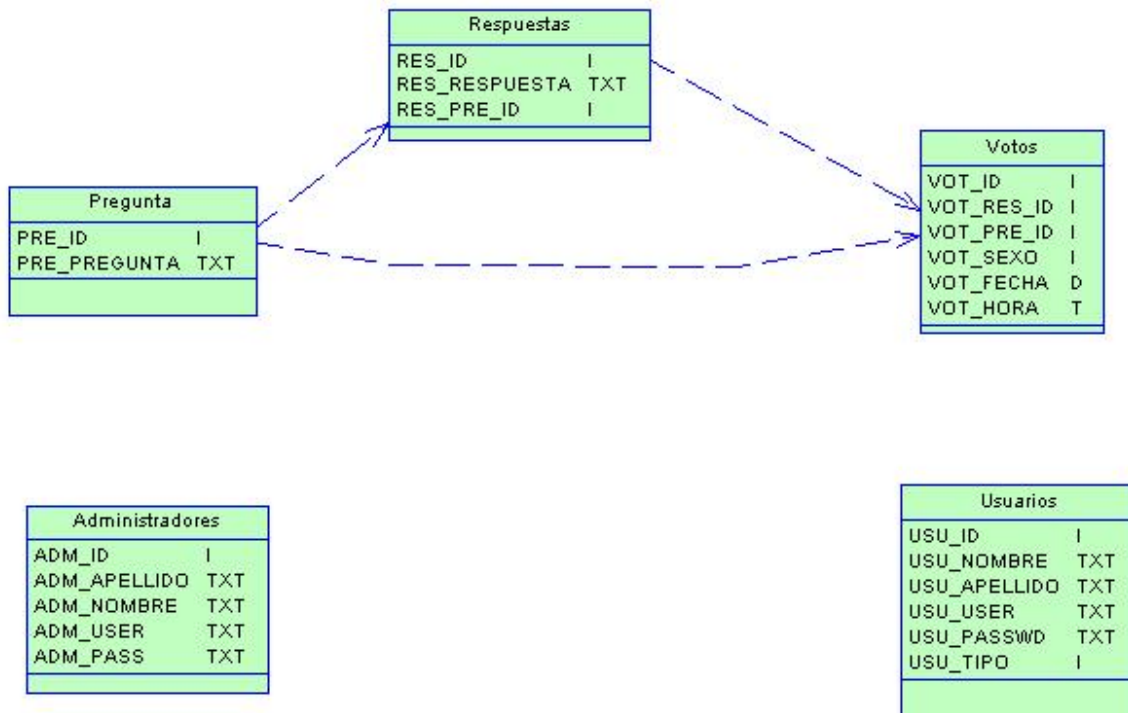 Respuestas
RES_ID I
RES_RESPUESTA TXT
RES_PRE_ID I
Pregunta
PRE_ID I
PRE_PREGUNTA TXT
Votos
VOT_ID I
VOT_RES_ID I
VOT_PRE_ID I
VOT_SEXO I
VOT_FECHA D
VOT_HORA T
Administradores
ADM_ID I
ADM_APELLIDO TXT
ADM_NOMBRE TXT
ADM_USER TXT
ADM_PASS TXT
Usuarios
USU_ID I
USU_NOMBRE TXT
USU_APELLIDO TXT
USU_USER TXT
USU_PASSWD TXT
USU_TIPO I